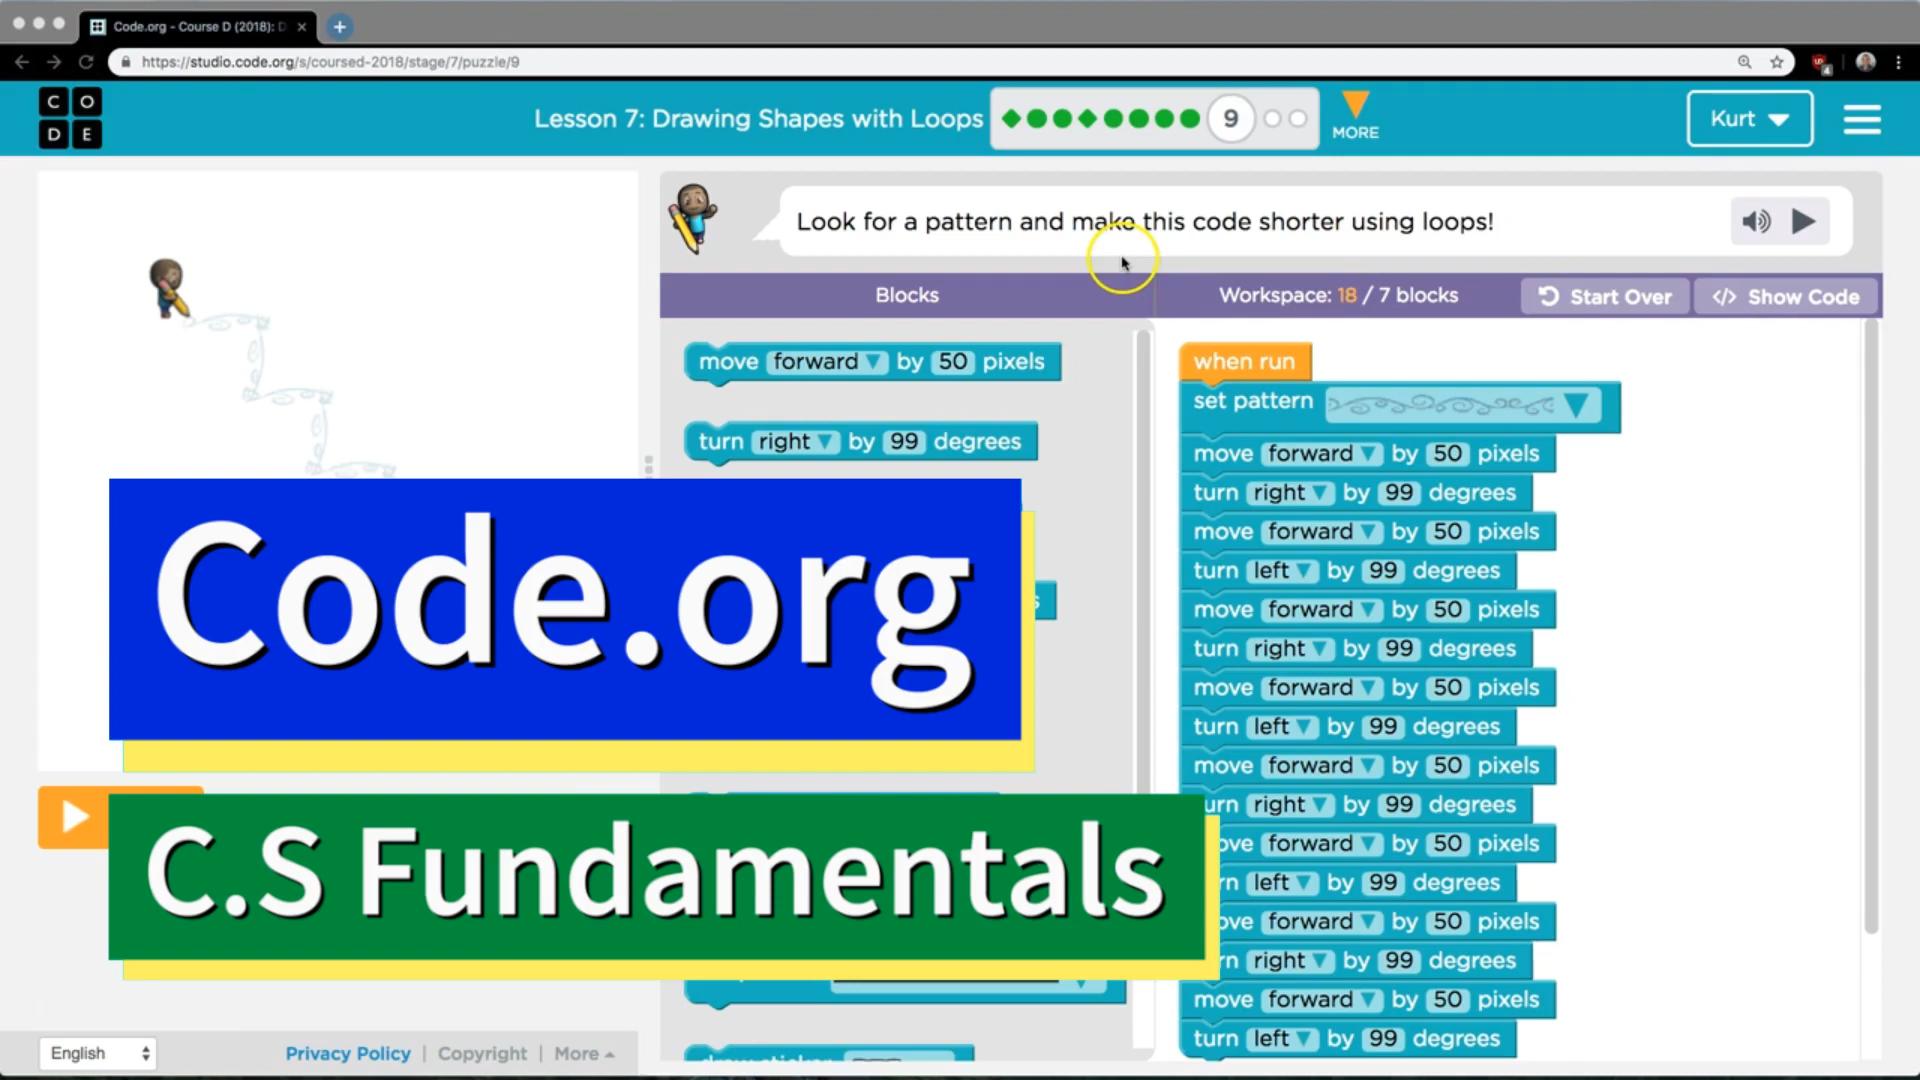 Code.org - Course D (2018): D
https://studio.code.org/s/coursed-2018/stage/7/puzzle/9
C O
D E
Lesson 7: Drawing Shapes with Loops
9
MORE
Kurt
Look for a pattern and make this code shorter using loops!
Blocks
Workspace: 18 / 7 blocks
Start Over
</> Show Code
move forward by 50 pixels
turn right by 99 degrees
when run
set pattern
move forward by 50 pixels
turn right by 99 degrees
move forward by 50 pixels
turn left by 99 degrees
move forward by 50 pixels
turn right by 99 degrees
move forward by 50 pixels
turn left by 99 degrees
move forward by 50 pixels
urn right by 99 degrees
ove forward by 50 pixels
rn left by 99 degrees
ove forward by 50 pixels
rn right by 99 degrees
move forward by 50 pixels
turn left by 99 degrees
Code.org
C.S Fundamentals
draw sticker
English
Privacy Policy | Copyright | More